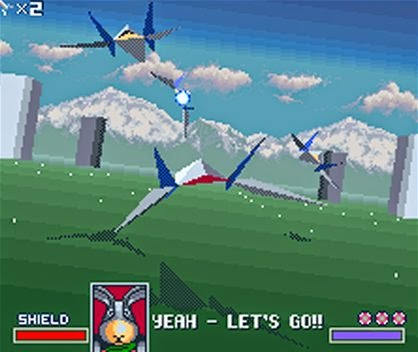 ×2
SHIELD
YEAH - LET'S GO!!